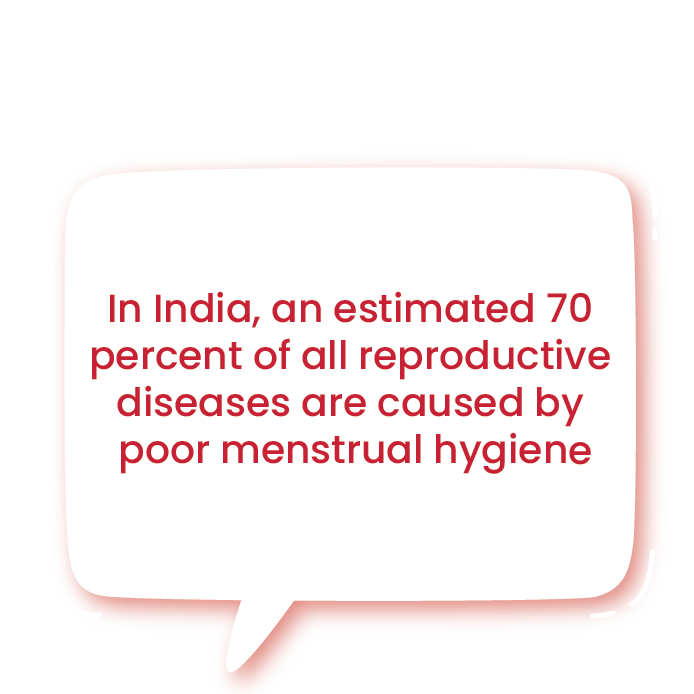 In India, an estimated 70
percent of all reproductive
diseases are caused by
poor menstrual hygiene